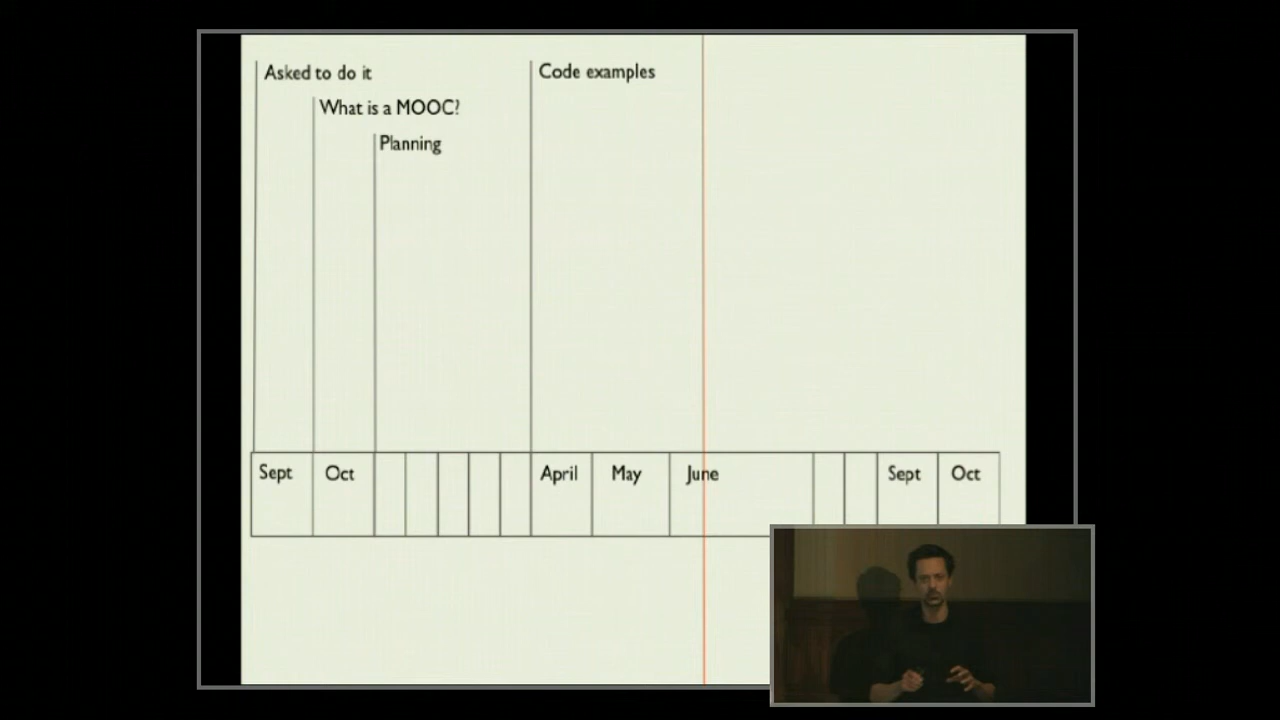 Asked to do it
Code examples
What is a MOOC?
Planning
Sept Oct April May June Sept Oct